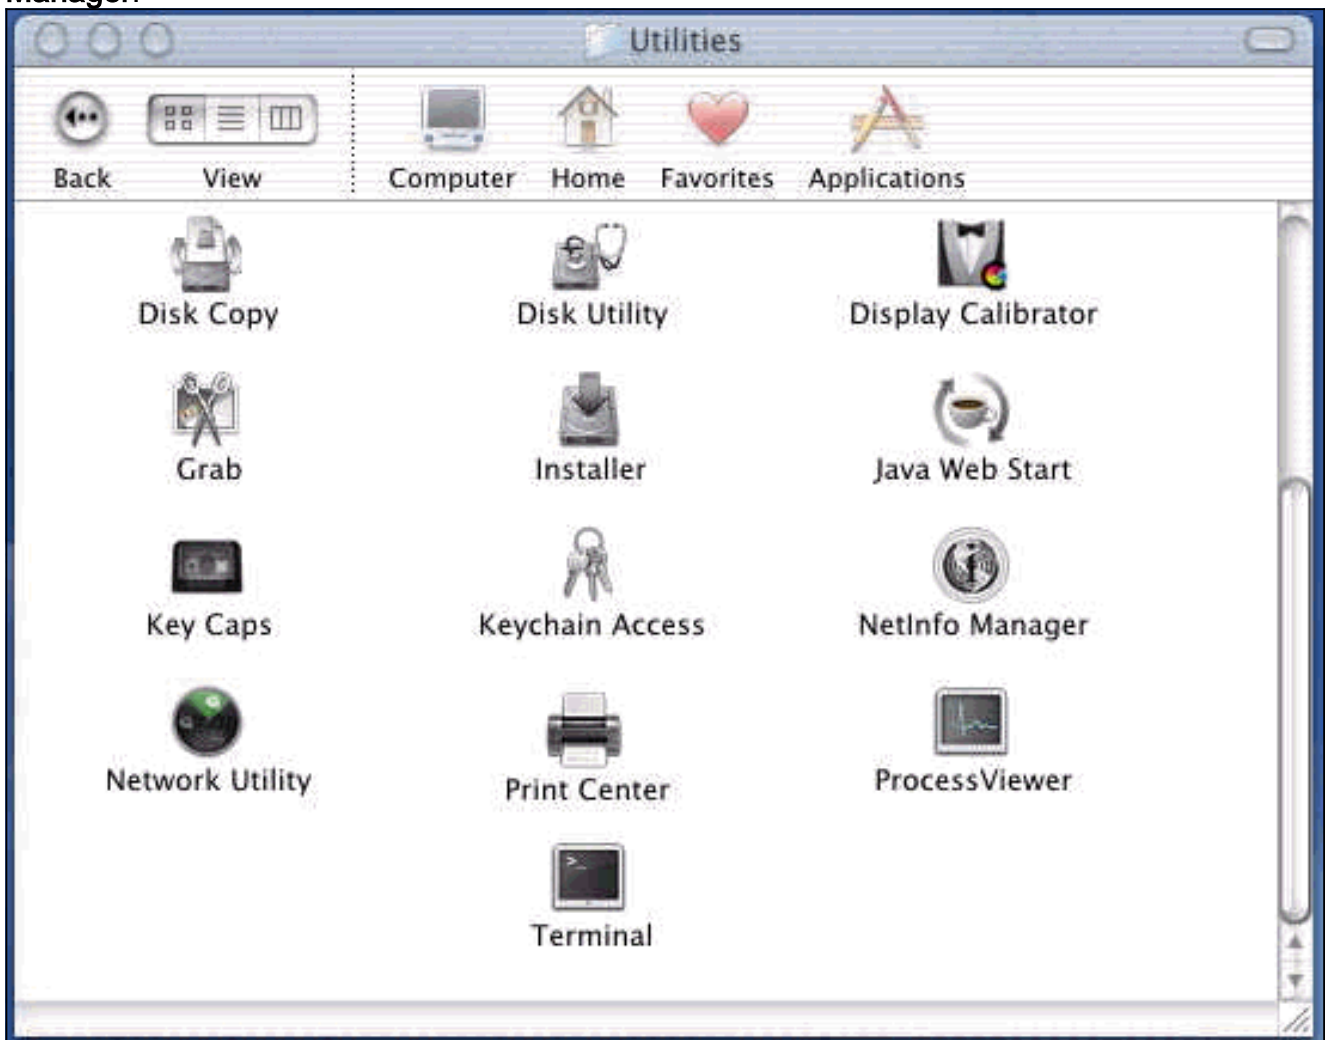 Manager.
Utilities
Back View Computer Home Favorites Applications
Disk Copy Disk Utility Display Calibrator
Grab Installer Java Web Start
Key Caps Keychain Access NetInfo Manager
Network Utility Print Center ProcessViewer
Terminal